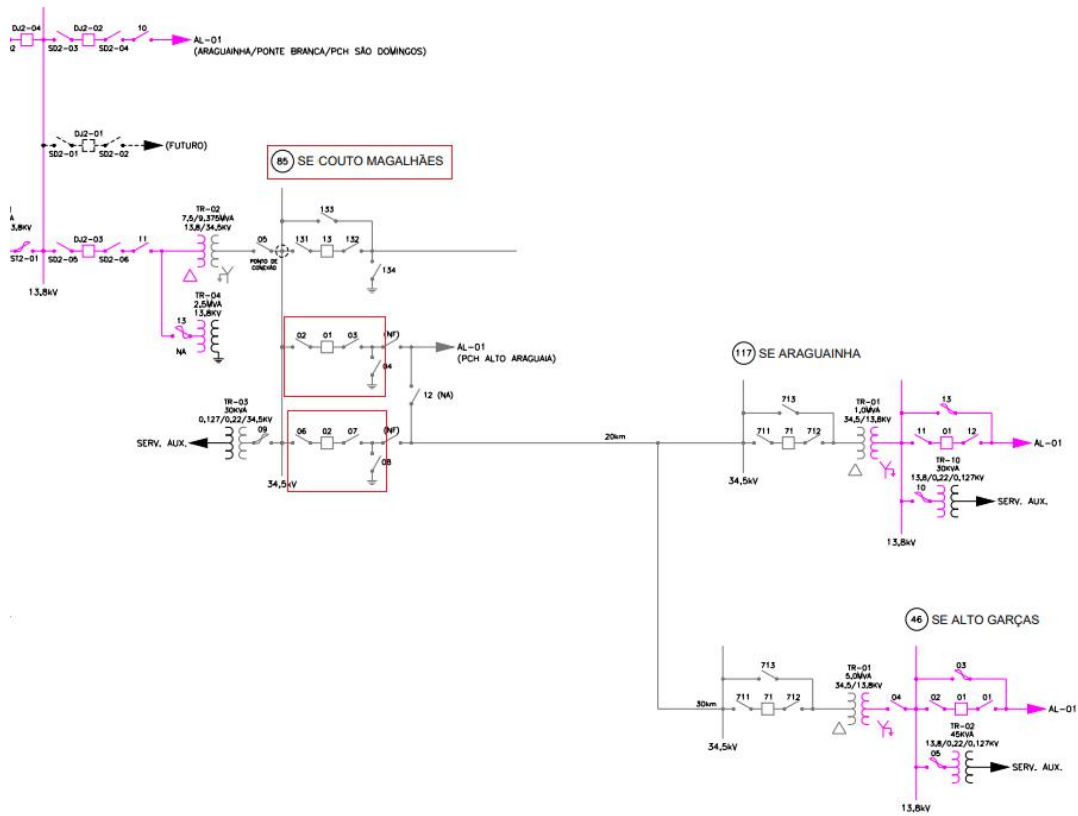 DJ2-04
DJ2-02
10
SD2-03
SD2-04
AL-01
(ARAGUAINHA/PONTE BRANCA/PCH SÃO DOMINGOS)
DJ2-01
SD2-01
SD2-02
(FUTURO)
85 SE COUTO MAGALHÃES
TR-02
7,5/9,375MVA
13,8/34,5KV
133
3,8KV
DJ2-03
11
05
131
13
132
ST2-01
SD2-05
SD2-06
PONTO DE
CONEXÃO
134
13,8kV
TR-04
2,5MVA
13,8KV
13
NA
02
01
03
(NF)
AL-01
(PCH ALTO ARAGUAIA)
04
12 (NA)
117 SE ARAGUAINHA
TR-03
30KVA
0,127/0,22/34,5KV
09
SERV. AUX.
06
02
07
(NF)
08
34,5kV
20km
713
711
71
712
34,5kV
TR-01
1,0MVA
34,5/13,8KV
13
11
01
12
AL-01
TR-10
30KVA
13,8/0,22/0,127KV
10
SERV. AUX.
13,8kV
46 SE ALTO GARÇAS
30km
713
711
71
712
34,5kV
TR-01
5,0MVA
34,5/13,8KV
04
03
02
01
01
AL-01
TR-02
45KVA
13,8/0,22/0,127KV
05
SERV. AUX.
13,8kV